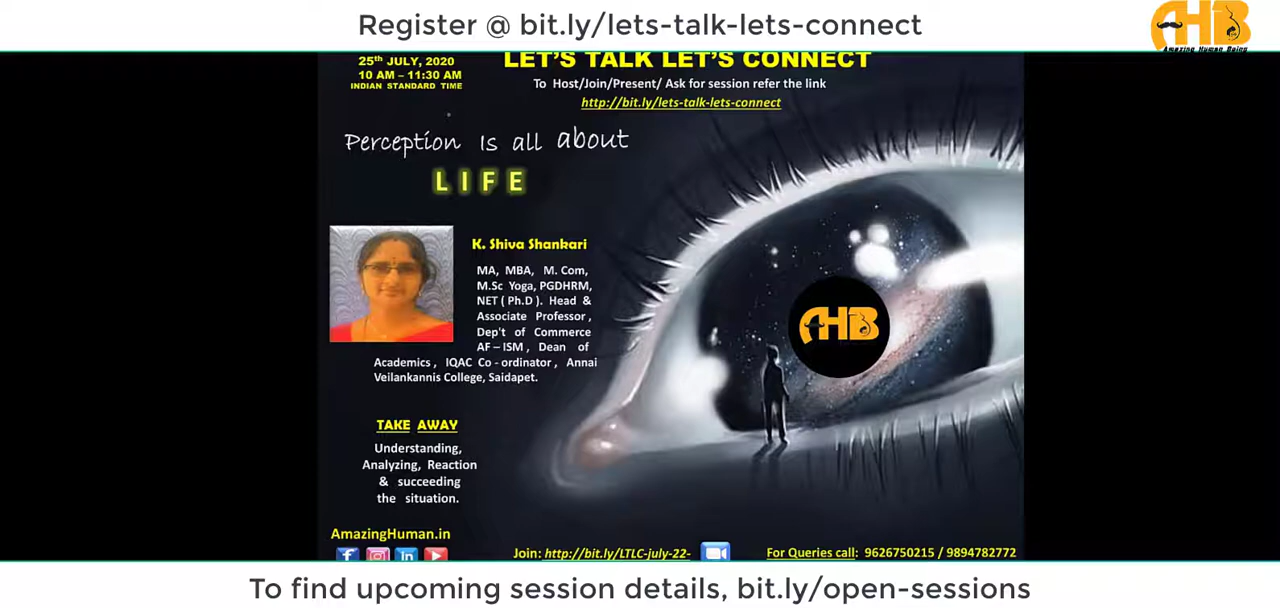 Register @ bit.ly/lets-talk-lets-connect
AHB
Amazing Human Being
25th JULY, 2020
10 AM – 11:30 AM
INDIAN STANDARD TIME
LET'S TALK LET'S CONNECT
To Host/Join/Present/ Ask for session refer the link
http://bit.ly/lets-talk-lets-connect
Perception Is all about
LIFE
K. Shiva Shankari
MA, MBA, M. Com,
M.Sc Yoga, PGDHRM,
NET ( Ph.D ). Head &
Associate Professor ,
Dep't of Commerce
AF – ISM , Dean of
Academics , IQAC Co - ordinator , Annai
Veilankannis College, Saidapet.
AHB
TAKE AWAY
Understanding,
Analyzing, Reaction
& succeeding
the situation.
AmazingHuman.in
Join: http://bit.ly/LTLC-july-22-
For Queries call: 9626750215 / 9894782772
To find upcoming session details, bit.ly/open-sessions